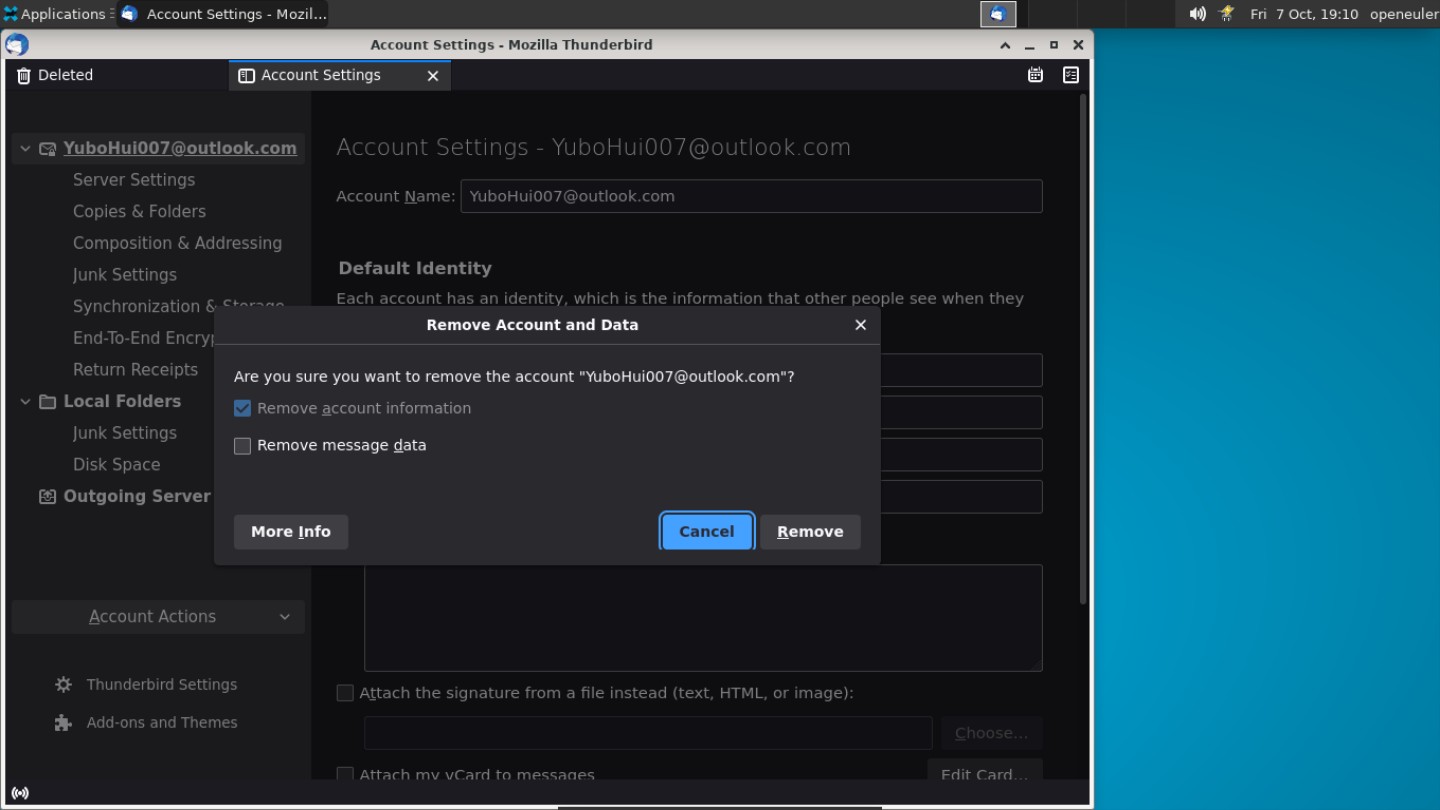 Applications
Account Settings - Mozil...
Fri 7 Oct, 19:10
openeuler
Account Settings - Mozilla Thunderbird
Deleted
Account Settings
YuboHui007@outlook.com
Server Settings
Copies & Folders
Composition & Addressing
Junk Settings
Synchronization & Storage
End-To-End
Return Receipts
Local Folders
Junk Settings
Disk Space
Outgoing Server
Account Actions
Thunderbird Settings
Add-ons and Themes
Account Settings - YuboHui007@outlook.com
Account Name:
YuboHui007@outlook.com
Default Identity
Each account has an identity, which is the information that other people see when they
Remove Account and Data
Are you sure you want to remove the account "YuboHui007@outlook.com"?
Remove account information
Remove message data
More Info
Cancel
Remove
Attach the signature from a file instead (text, HTML, or image):
Choose...
Attach my vCard to messages
Edit Card...